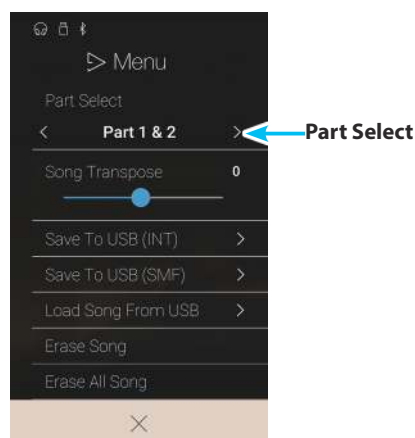 Menu
Part Select
Part 1 & 2
Part Select
Song Transpose 0
Save To USB (INT)
Save To USB (SMF)
Load Song From USB
Erase Song
Erase All Song